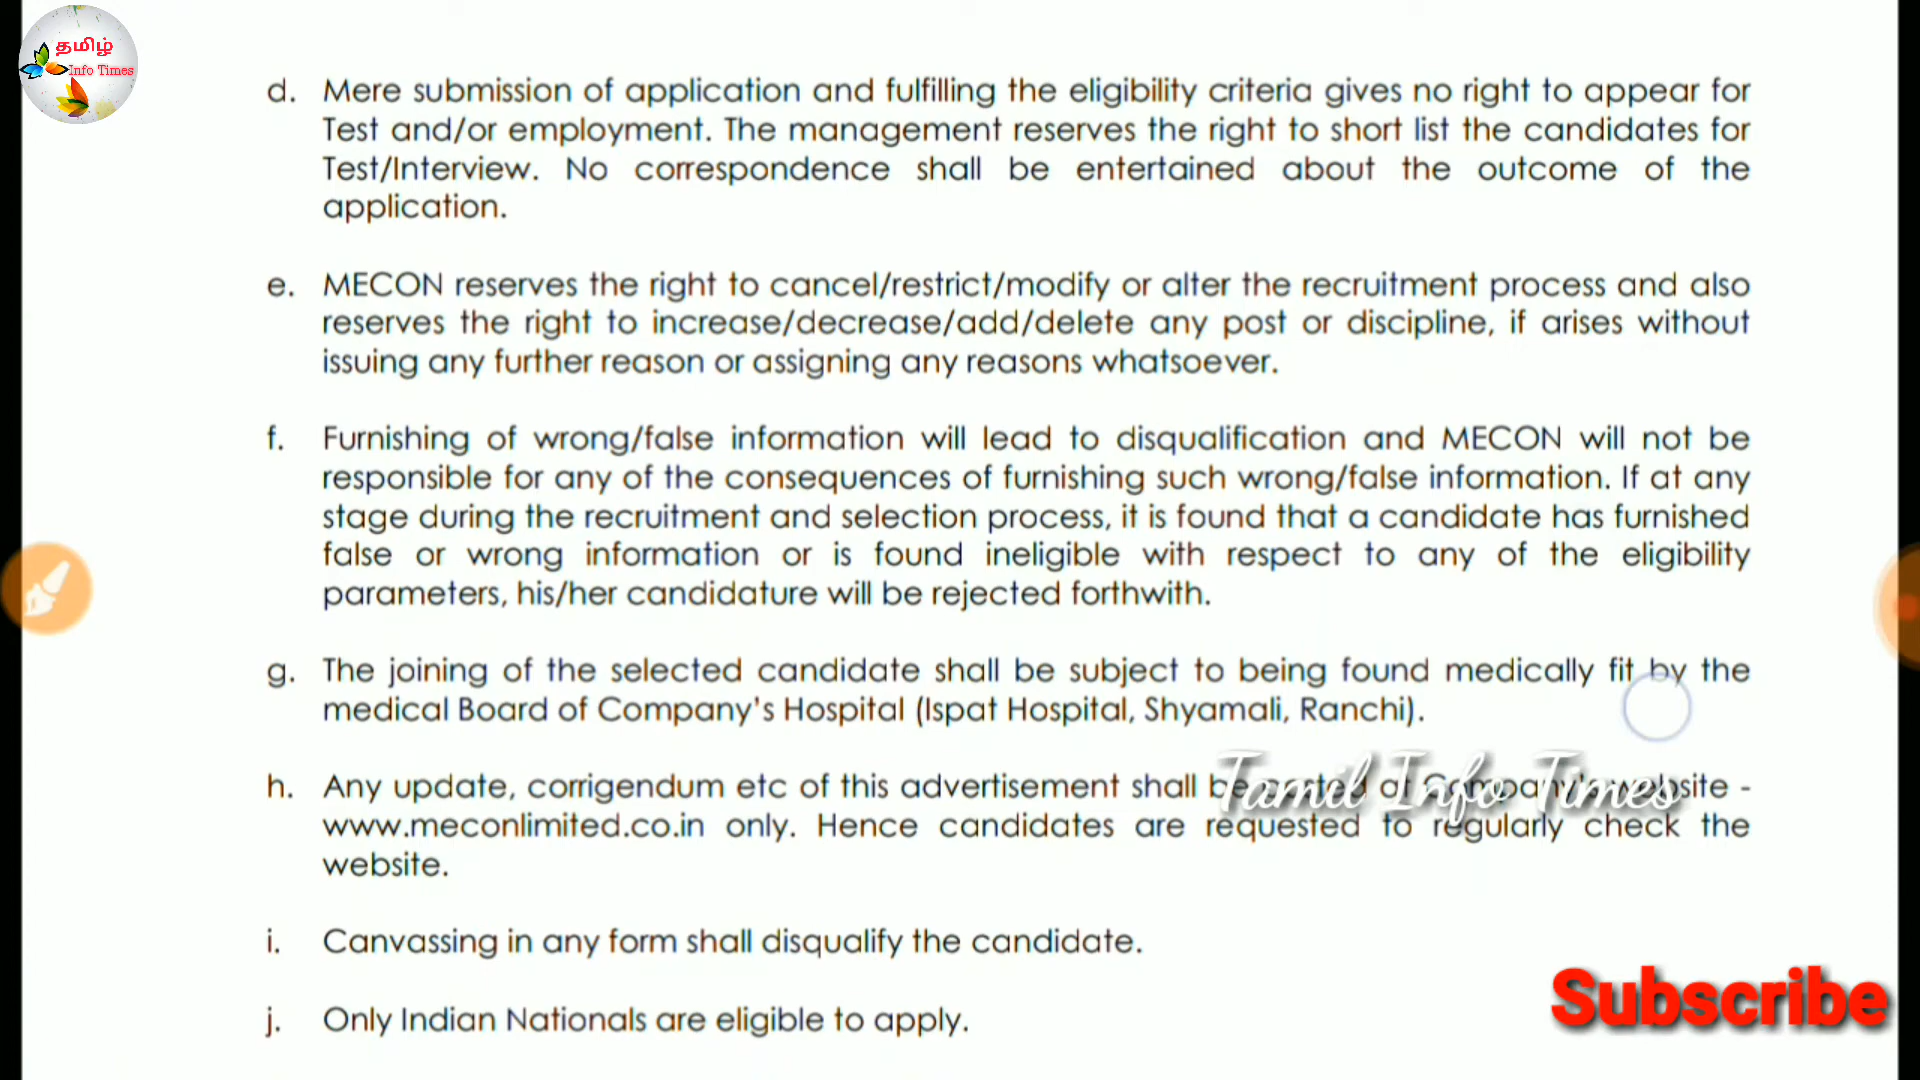 தமிழ்
Info Times
d. Mere submission of application and fulfilling the eligibility criteria gives no right to appear for
Test and/or employment. The management reserves the right to short list the candidates for
Test/Interview. No correspondence shall be entertained about the outcome of the
application.
e. MECON reserves the right to cancel/restrict/modify or alter the recruitment process and also
reserves the right to increase/decrease/add/delete any post or discipline, if arises without
issuing any further reason or assigning any reasons whatsoever.
f. Furnishing of wrong/false information will lead to disqualification and MECON will not be
responsible for any of the consequences of furnishing such wrong/false information. If at any
stage during the recruitment and selection process, it is found that a candidate has furnished
false or wrong information or is found ineligible with respect to any of the eligibility
parameters, his/her candidature will be rejected forthwith.
g. The joining of the selected candidate shall be subject to being found medically fit by the
medical Board of Company's Hospital (Ispat Hospital, Shyamali, Ranchi).
h. Any update, corrigendum etc of this advertisement shall be posted at Company's website -
Tamil Info Times
www.meconlimited.co.in only. Hence candidates are requested to regularly check the
website.
i. Canvassing in any form shall disqualify the candidate.
Subscribe
j. Only Indian Nationals are eligible to apply.